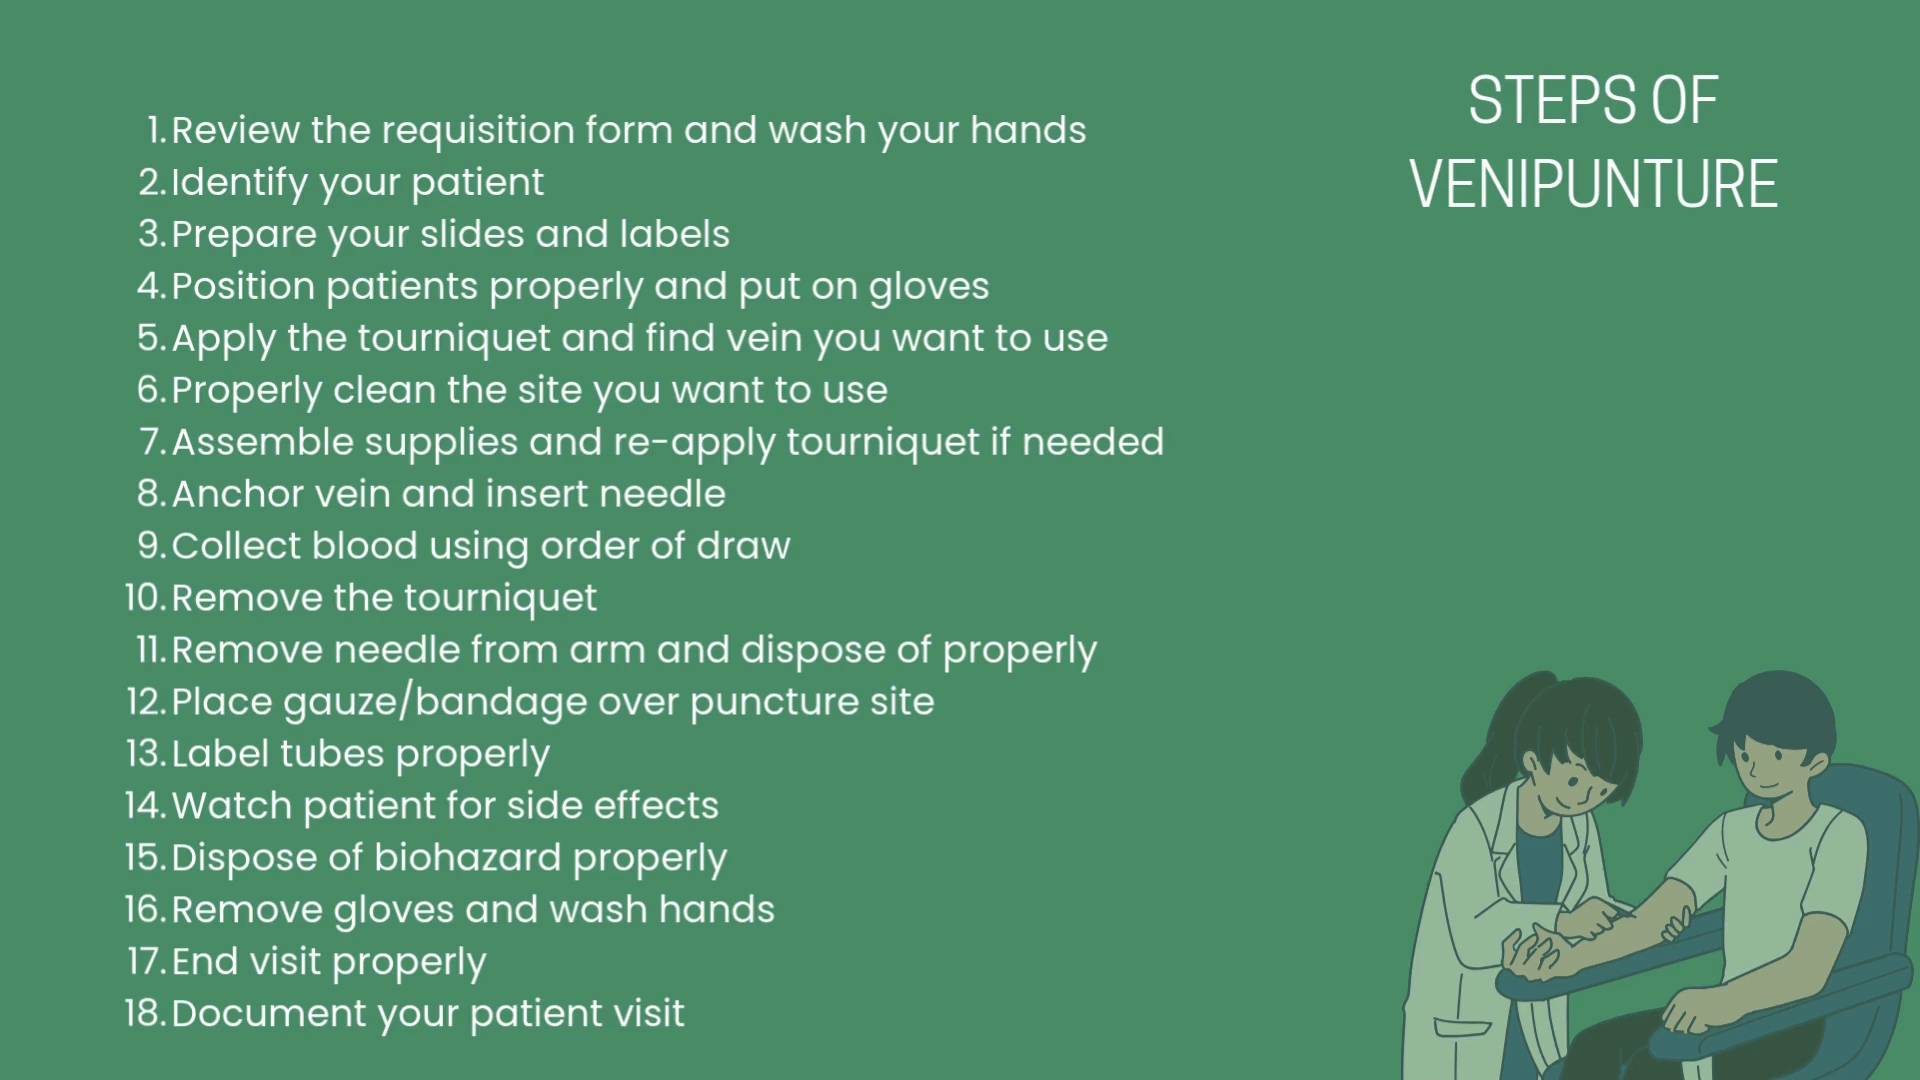 STEPS OF
VENIPUNTURE
1. Review the requisition form and wash your hands
2. Identify your patient
3. Prepare your slides and labels
4. Position patients properly and put on gloves
5. Apply the tourniquet and find vein you want to use
6. Properly clean the site you want to use
7. Assemble supplies and re-apply tourniquet if needed
8. Anchor vein and insert needle
9. Collect blood using order of draw
10. Remove the tourniquet
11. Remove needle from arm and dispose of properly
12. Place gauze/bandage over puncture site
13. Label tubes properly
14. Watch patient for side effects
15. Dispose of biohazard properly
16. Remove gloves and wash hands
17. End visit properly
18. Document your patient visit